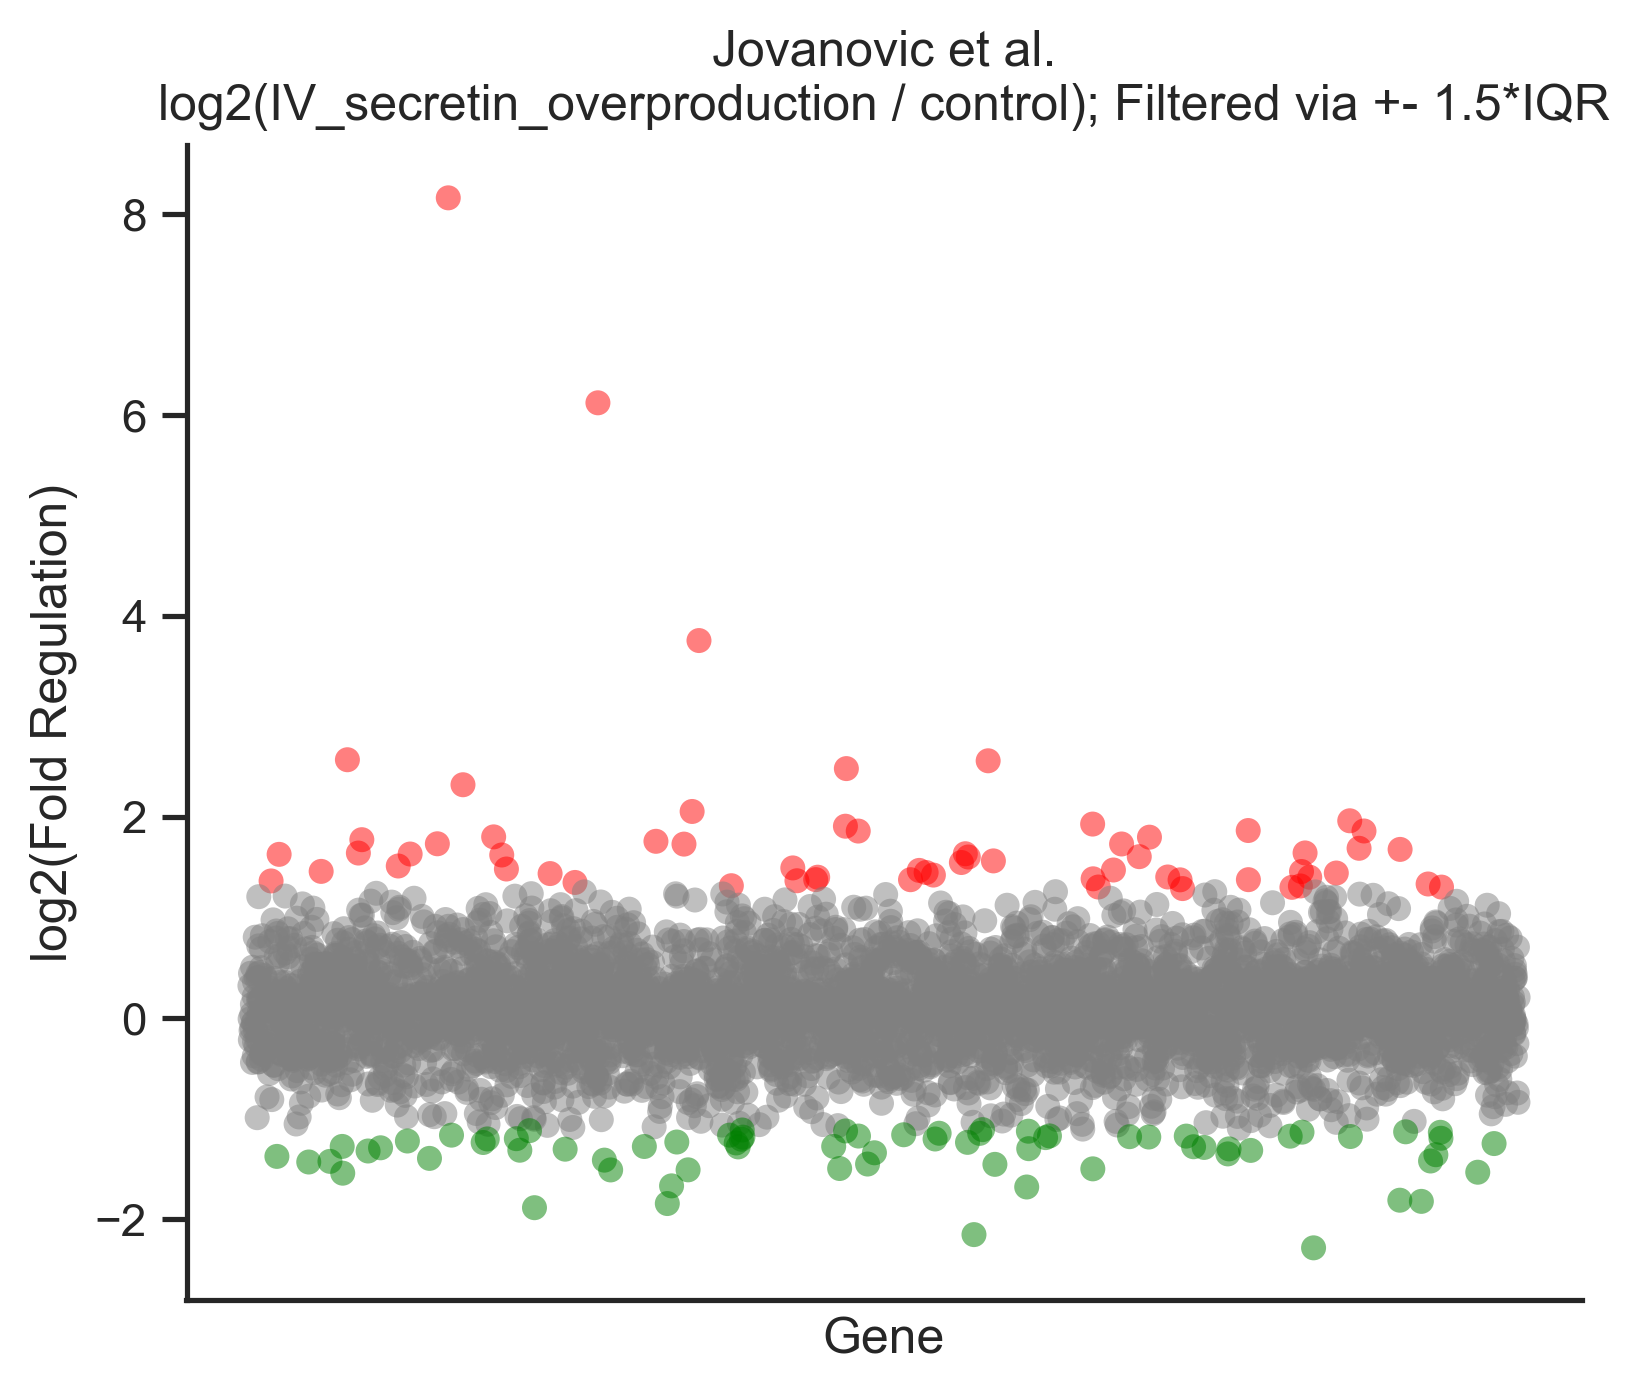 Jovanovic et al.
log2(IV_secretin_overproduction / control); Filtered via +- 1.5*IQR
log2(Fold Regulation)
8
6
4
2
0
−2
Gene